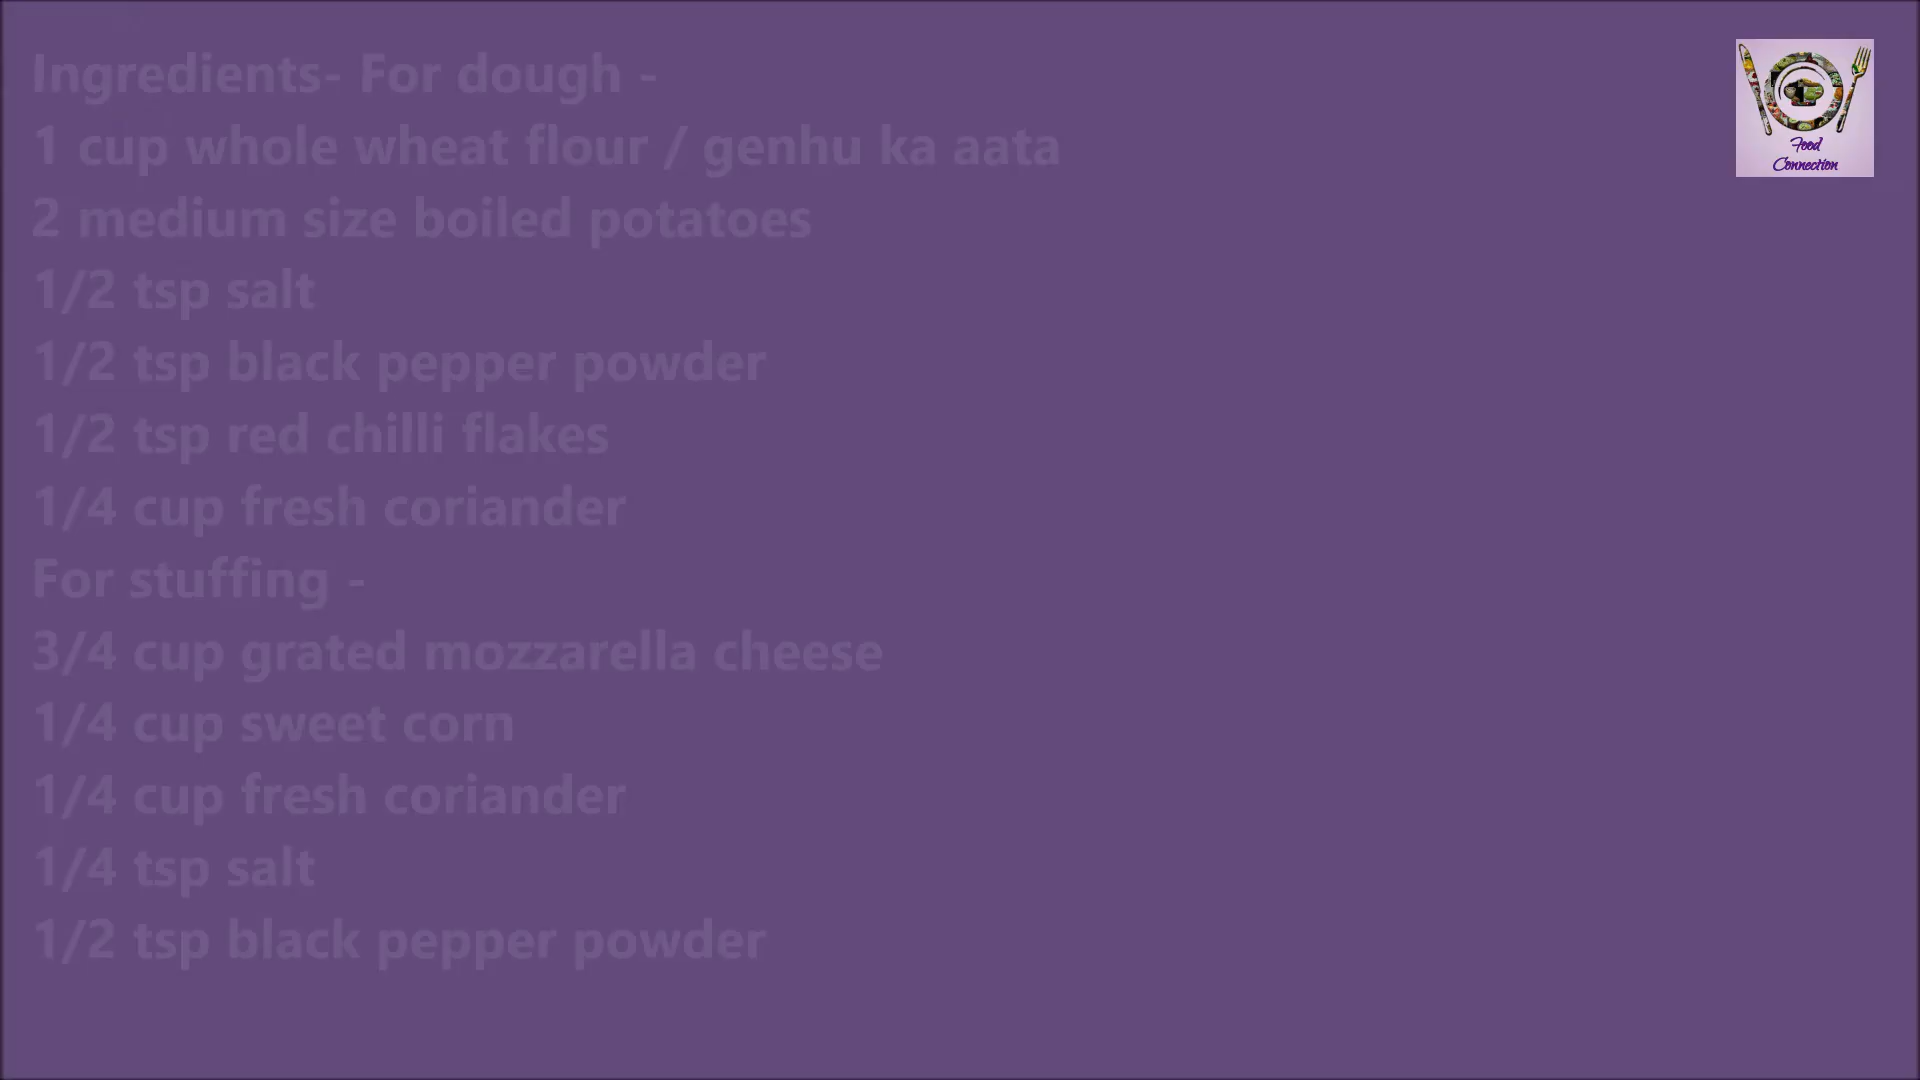 Ingredients- For dough -
1 cup whole wheat flour / genhu ka aata
2 medium size boiled potatoes
1/2 tsp salt
1/2 tsp black pepper powder
1/2 tsp red chilli flakes
1/4 cup fresh coriander
For stuffing -
3/4 cup grated mozzarella cheese
1/4 cup sweet corn
1/4 cup fresh coriander
1/4 tsp salt
1/2 tsp black pepper powder
Food
Connection